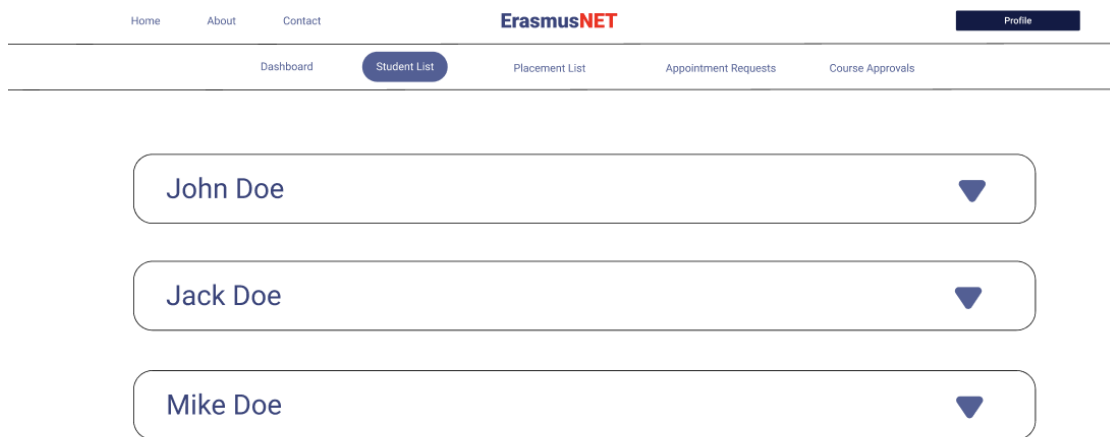 Home About Contact ErasmusNET Profile
Dashboard Student List Placement List Appointment Requests Course Approvals
John Doe
Jack Doe
Mike Doe